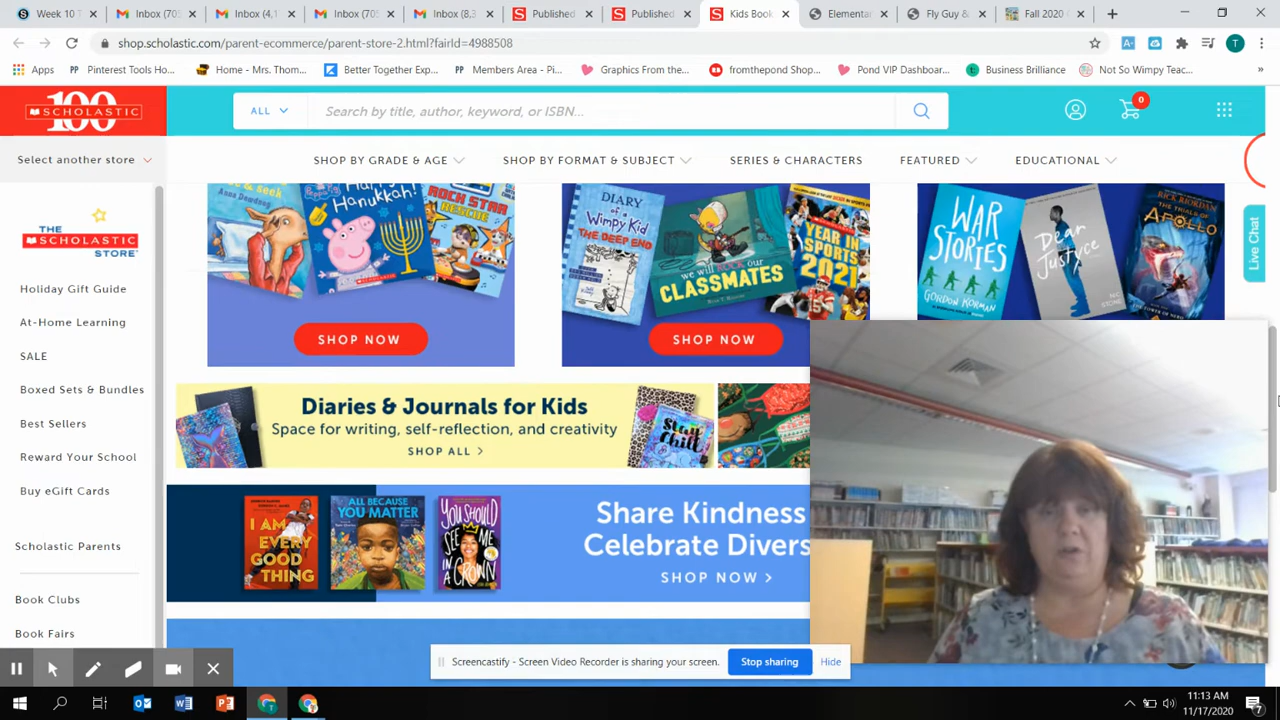 Week 10
Inbox (705
Inbox (4,1
Inbox (705
Inbox (8,3
Published
Published
Kids Book
Elementar
Fly Guy &
Fall 2020
shop.scholastic.com/parent-ecommerce/parent-store-2.html?fairId=4988508
Apps
Pinterest Tools Ho...
Home - Mrs. Thom...
Better Together Exp...
Members Area - Pi...
Graphics From the...
fromthepond Shop...
Pond VIP Dashboar...
Business Brilliance
Not So Wimpy Teac...
SCHOLASTIC
100
ALL
Search by title, author, keyword, or ISBN...
0
Select another store
SHOP BY GRADE & AGE
SHOP BY FORMAT & SUBJECT
SERIES & CHARACTERS
FEATURED
EDUCATIONAL
THE
SCHOLASTIC
STORE
Holiday Gift Guide
At-Home Learning
SALE
Boxed Sets & Bundles
Best Sellers
Reward Your School
Buy eGift Cards
Scholastic Parents
Book Clubs
Book Fairs
& seek
Anna Dewdney
Hanukkah!
ROCK STAR
RESCUE
SHOP NOW
DIARY
of a
Wimpy Kid
THE DEEP END
we will ROCK our
CLASSMATES
YEAR IN
SPORTS
2021
SHOP NOW
WAR
STORIES
GORDON KORMAN
Dear
Justyce
NIC
STONE
RICK RIORDAN
THE TRIALS OF
APOLLO
Live Chat
Diaries & Journals for Kids
Space for writing, self-reflection, and creativity
SHOP ALL >
Stay
Chill
I AM
EVERY
GOOD
THING
ALL BECAUSE
YOU MATTER
YOU SHOULD
SEE ME
IN A
CROWN
Share Kindness
Celebrate Divers
SHOP NOW >
Screencastify - Screen Video Recorder is sharing your screen.
Stop sharing
Hide
11:13 AM
11/17/2020
7